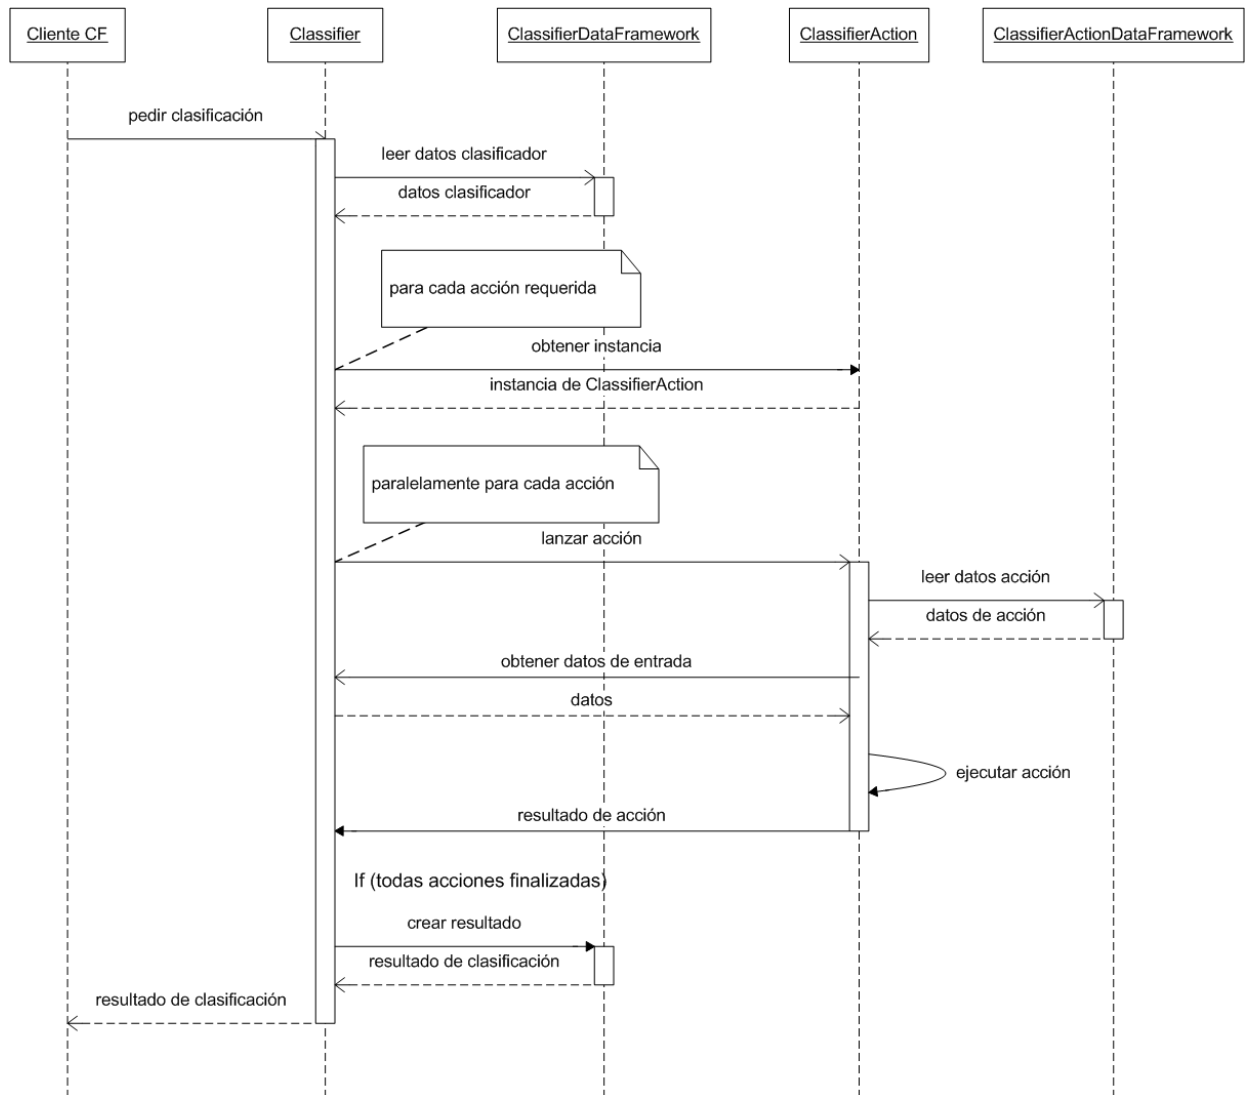 Cliente CF
Classifier
ClassifierDataFramework
ClassifierAction
ClassifierActionDataFramework
pedir clasificación
leer datos clasificador
datos clasificador
para cada acción requerida
obtener instancia
instancia de ClassifierAction
paralelamente para cada acción
lanzar acción
leer datos acción
datos de acción
obtener datos de entrada
datos
ejecutar acción
resultado de acción
If (todas acciones finalizadas)
crear resultado
resultado de clasificación
resultado de clasificación